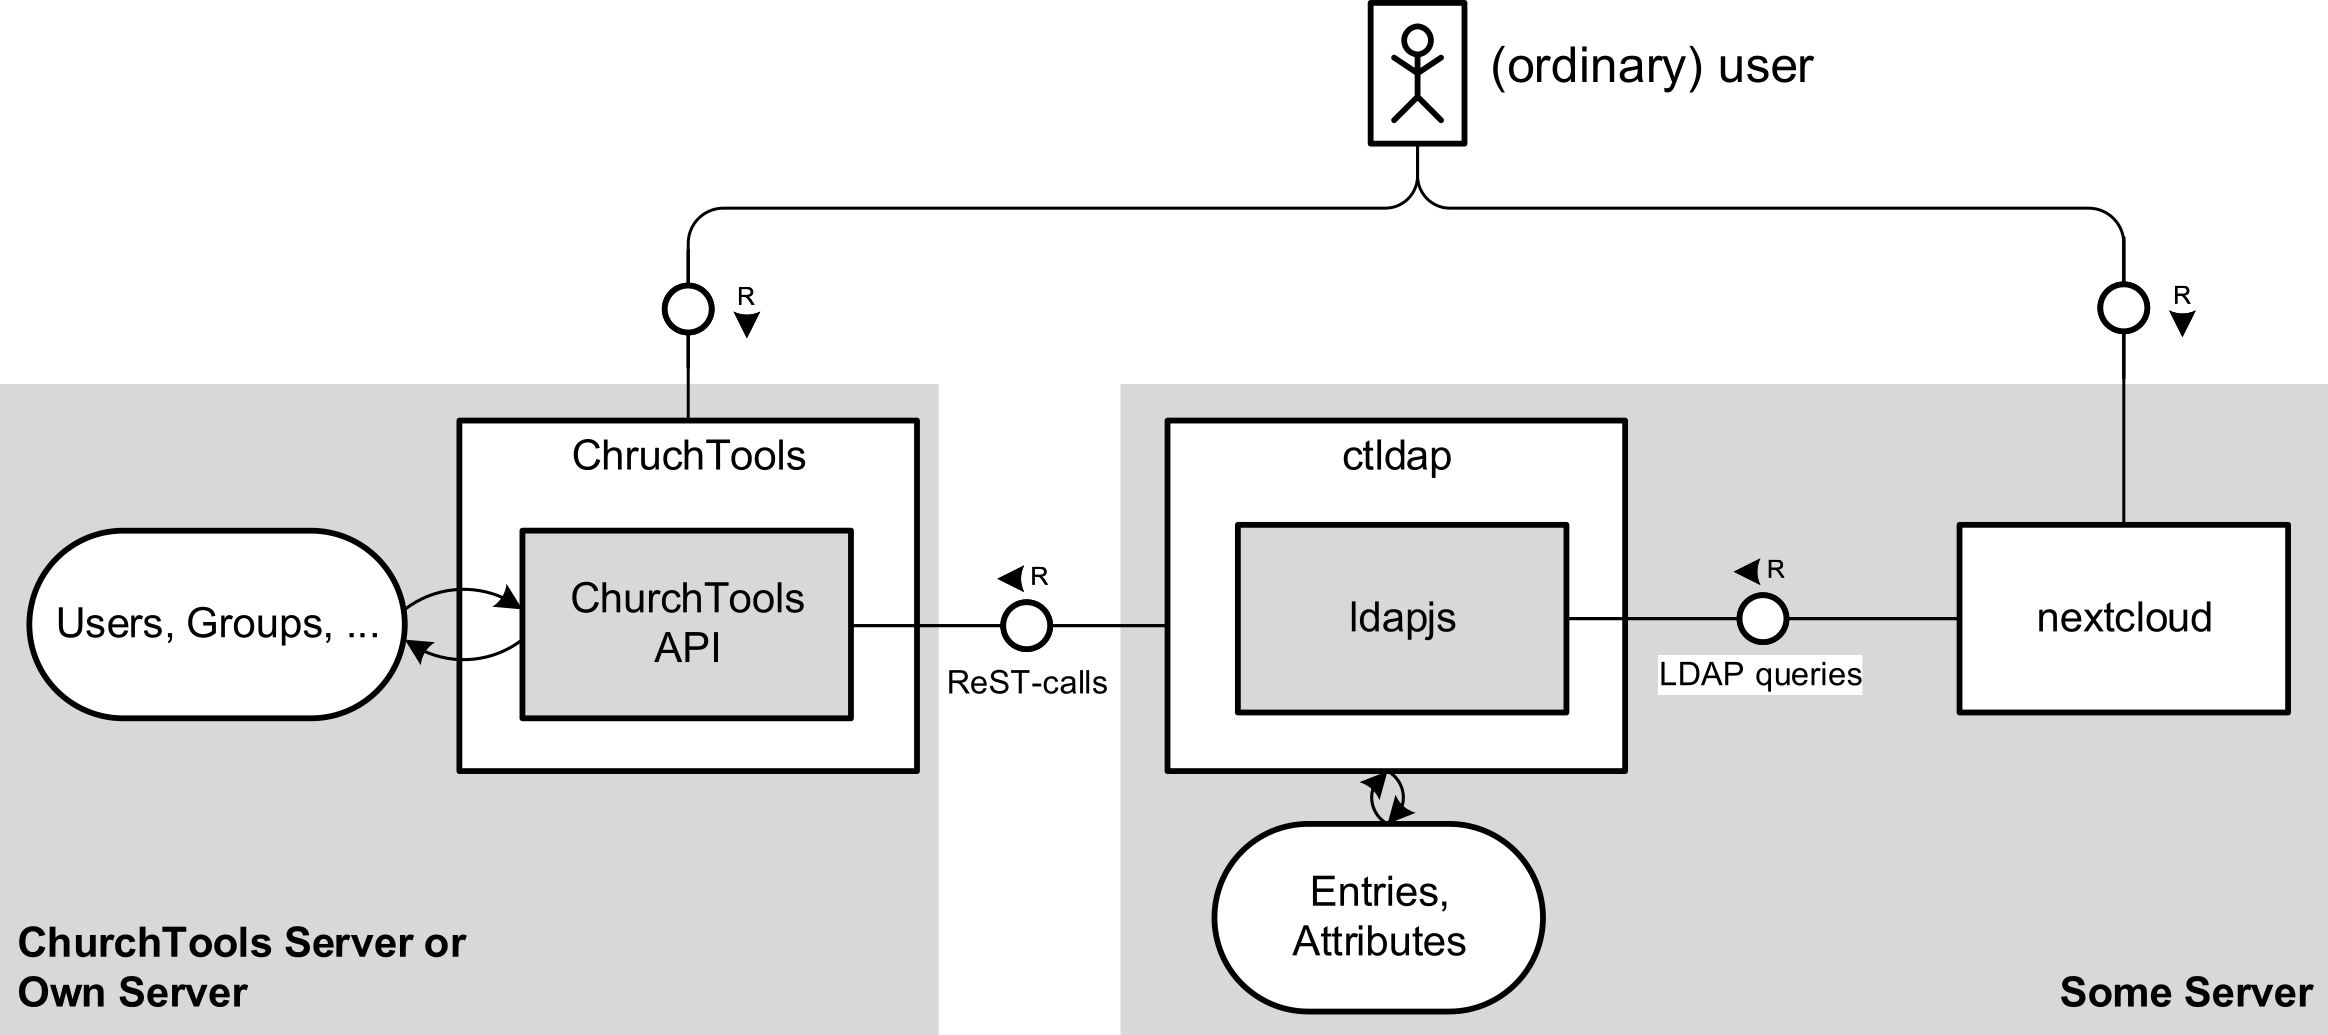 (ordinary) user
R
R
ChruchTools
ctldap
Users, Groups, ...
ChurchTools
API
R
ReST-calls
ldapjs
R
LDAP queries
nextcloud
Entries,
Attributes
ChurchTools Server or
Own Server
Some Server